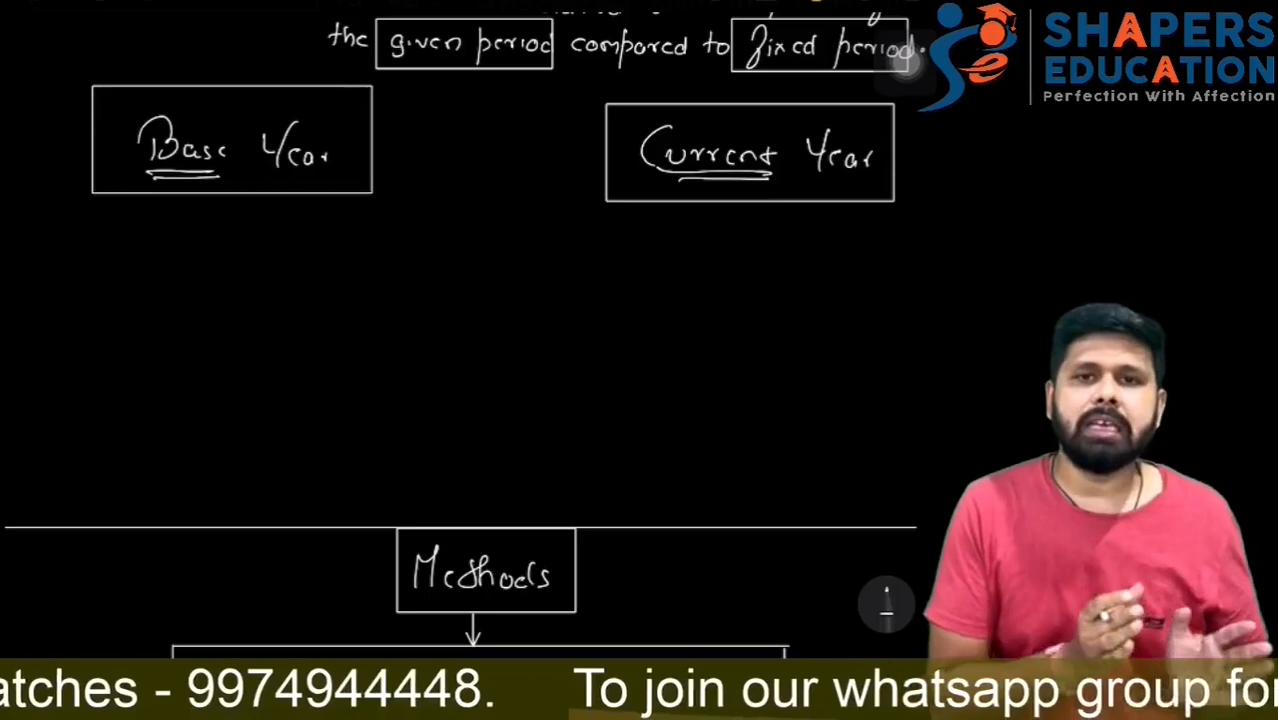 the given period compared to fixed period.
SHAPERS
EDUCATION
Perfection With Affection
Base Year
Current Year
Methods
atches - 9974944448. To join our whatsapp group for